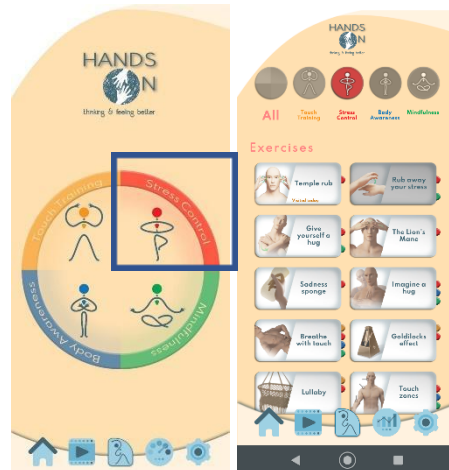 HANDS
ON
thinking & feeling better
Touch Training
Stress Control
Body Awareness
Mindfulness
HANDS
ON
thinking & feeling better
All
Touch
Training
Stress
Control
Body
Awareness
Mindfulness
Exercises
Temple rub
Rub away
your stress
Give
yourself a
hug
The Lion's
Mane
Sadness
sponge
Imagine a
hug
Breathe
with touch
Goldilocks
effect
Lullaby
Touch
zones